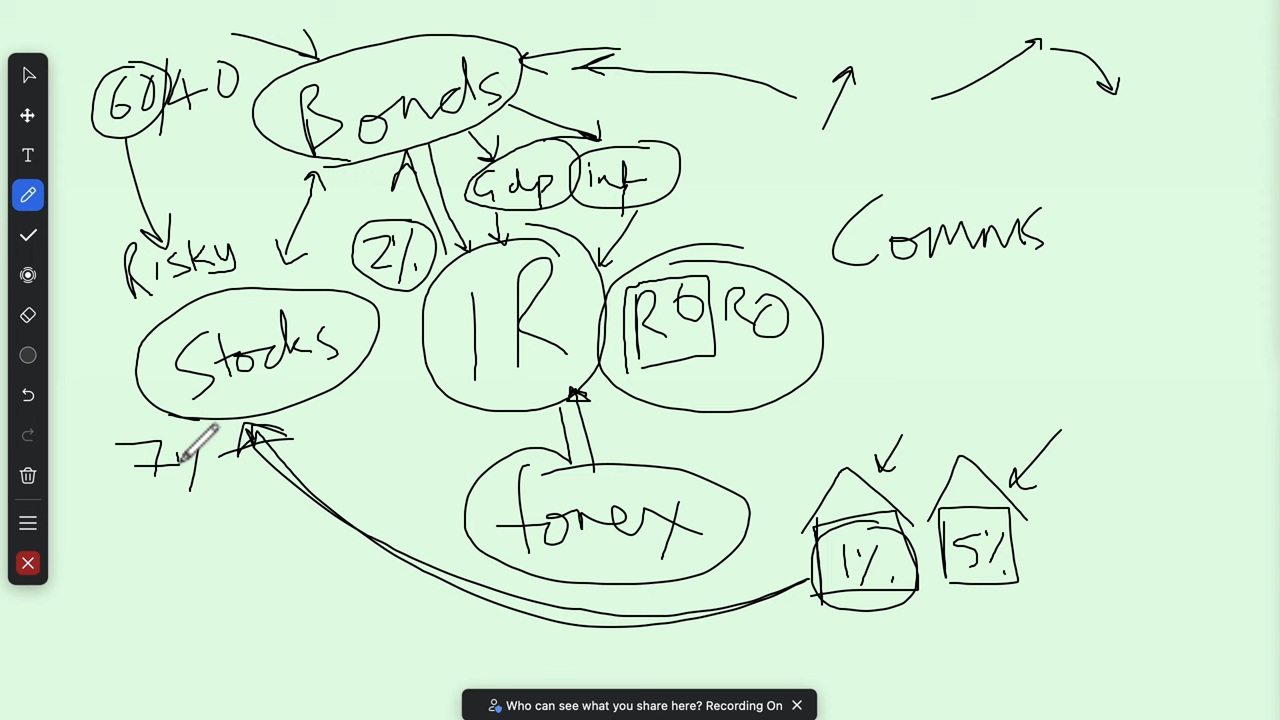 60/40
Bonds
Gdp
inf
Comms
Risky
2%
Stocks
IR
RORO
7%
forex
1%
5%
T
Who can see what you share here? Recording On